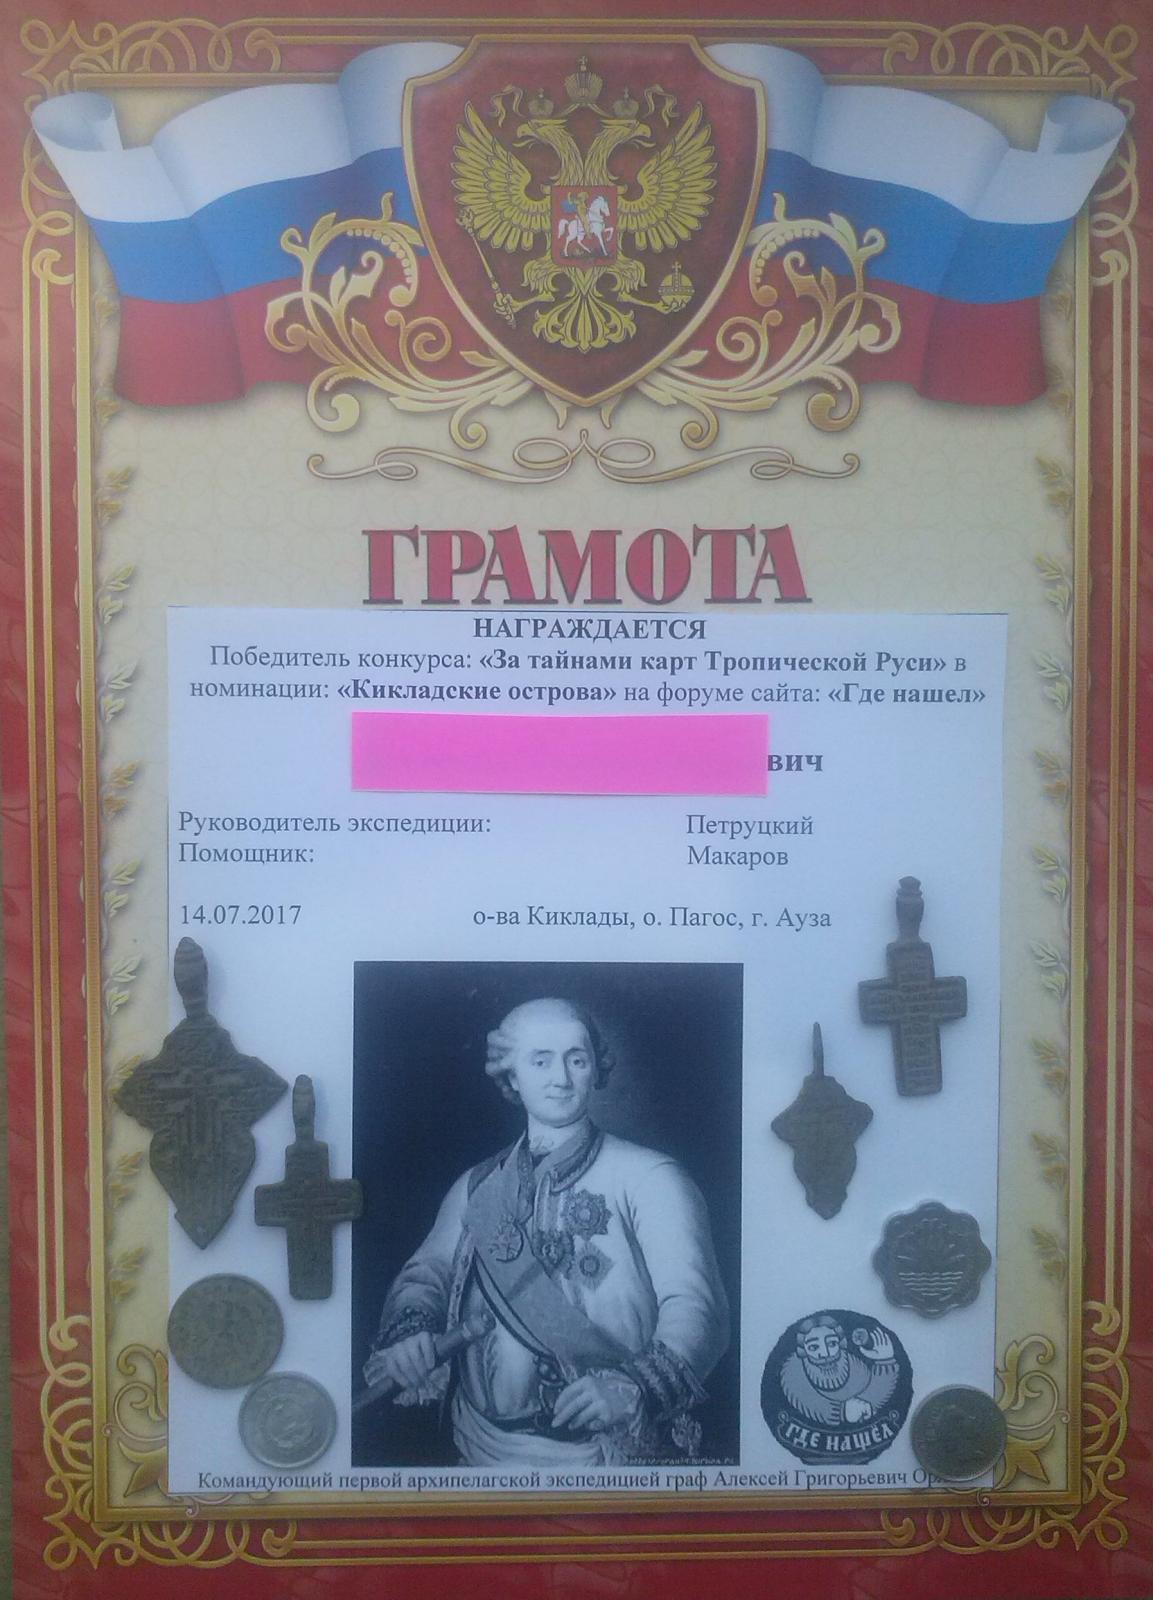 ГРАМОТА
НАГРАЖДАЕТСЯ
Победитель конкурса: «За тайнами карт Тропической Руси» в
номинации: «Кикладские острова» на форуме сайта: «Где нашел»
вич
Руководитель экспедиции: Петруцкий
Помощник: Макаров
14.07.2017 о-ва Киклады, о. Пагос, г. Ауза
ГДЕ НАШЁЛ
Командующий первой архипелагской экспедицией граф Алексей Григорьевич